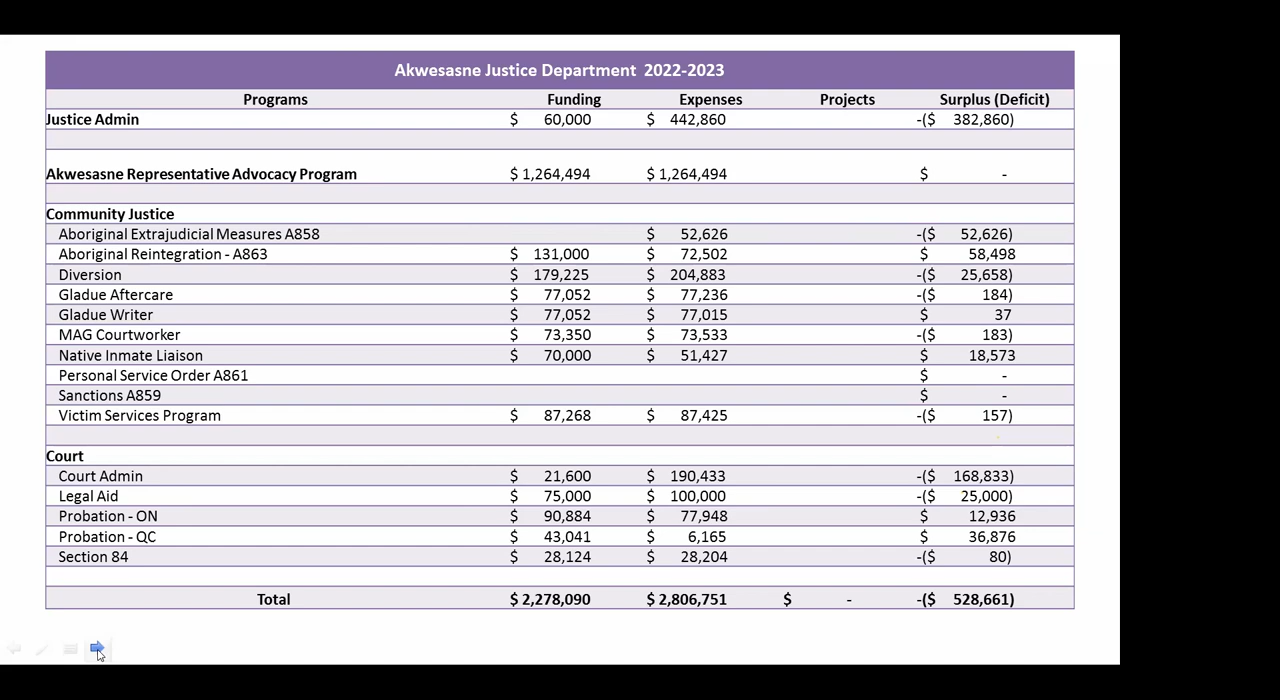 Akwesasne Justice Department 2022-2023
Programs Funding Expenses Projects Surplus (Deficit)
Justice Admin $ 60,000 $ 442,860 -($ 382,860)
Akwesasne Representative Advocacy Program $ 1,264,494 $ 1,264,494 $ -
Community Justice
Aboriginal Extrajudicial Measures A858 $ 52,626 -($ 52,626)
Aboriginal Reintegration - A863 $ 131,000 $ 72,502 $ 58,498
Diversion $ 179,225 $ 204,883 -($ 25,658)
Gladue Aftercare $ 77,052 $ 77,236 -($ 184)
Gladue Writer $ 77,052 $ 77,015 $ 37
MAG Courtworker $ 73,350 $ 73,533 -($ 183)
Native Inmate Liaison $ 70,000 $ 51,427 $ 18,573
Personal Service Order A861 $ -
Sanctions A859 $ -
Victim Services Program $ 87,268 $ 87,425 -($ 157)
Court
Court Admin $ 21,600 $ 190,433 -($ 168,833)
Legal Aid $ 75,000 $ 100,000 -($ 25,000)
Probation - ON $ 90,884 $ 77,948 $ 12,936
Probation - QC $ 43,041 $ 6,165 $ 36,876
Section 84 $ 28,124 $ 28,204 -($ 80)
Total $ 2,278,090 $ 2,806,751 $ - -($ 528,661)